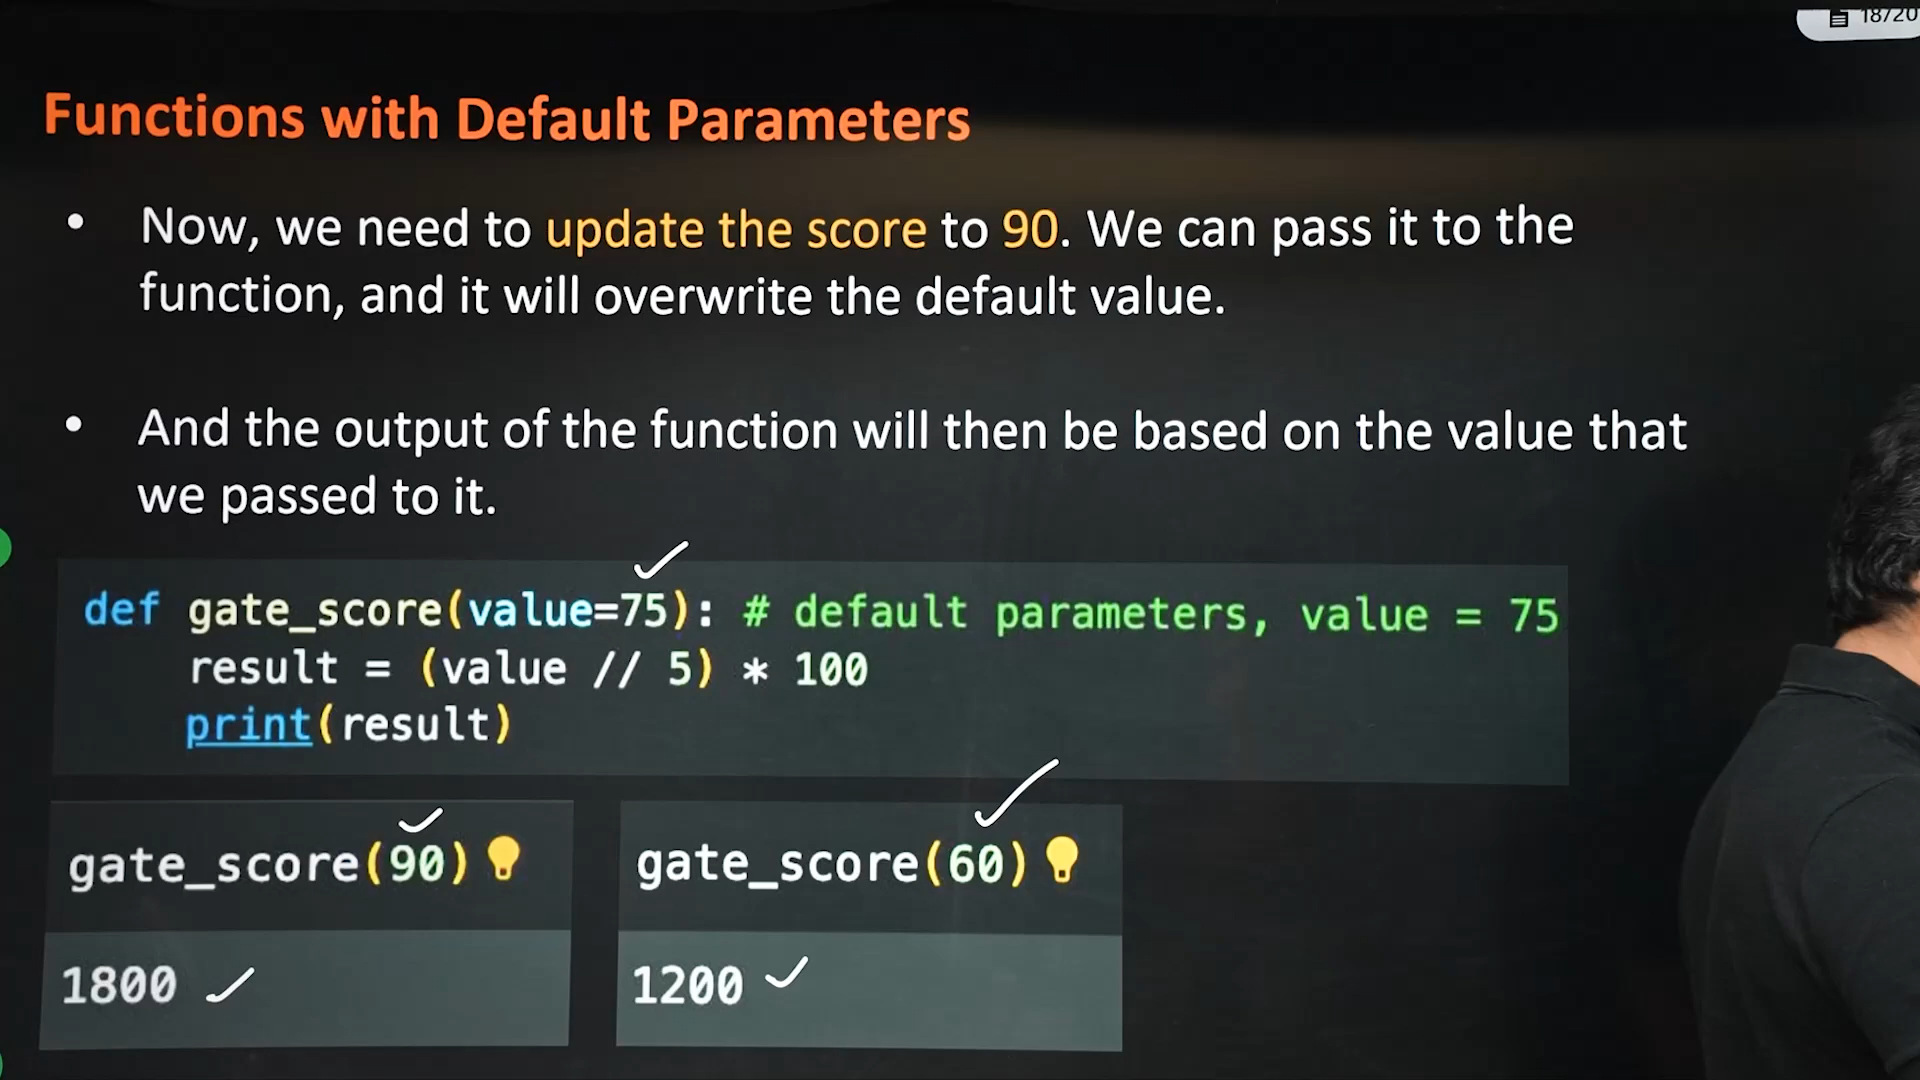 18/20
Functions with Default Parameters
• Now, we need to update the score to 90. We can pass it to the
function, and it will overwrite the default value.
• And the output of the function will then be based on the value that
we passed to it.
def gate_score(value=75): # default parameters, value = 75
result = (value // 5) * 100
print(result)
gate_score(90)
gate_score(60)
1800
1200